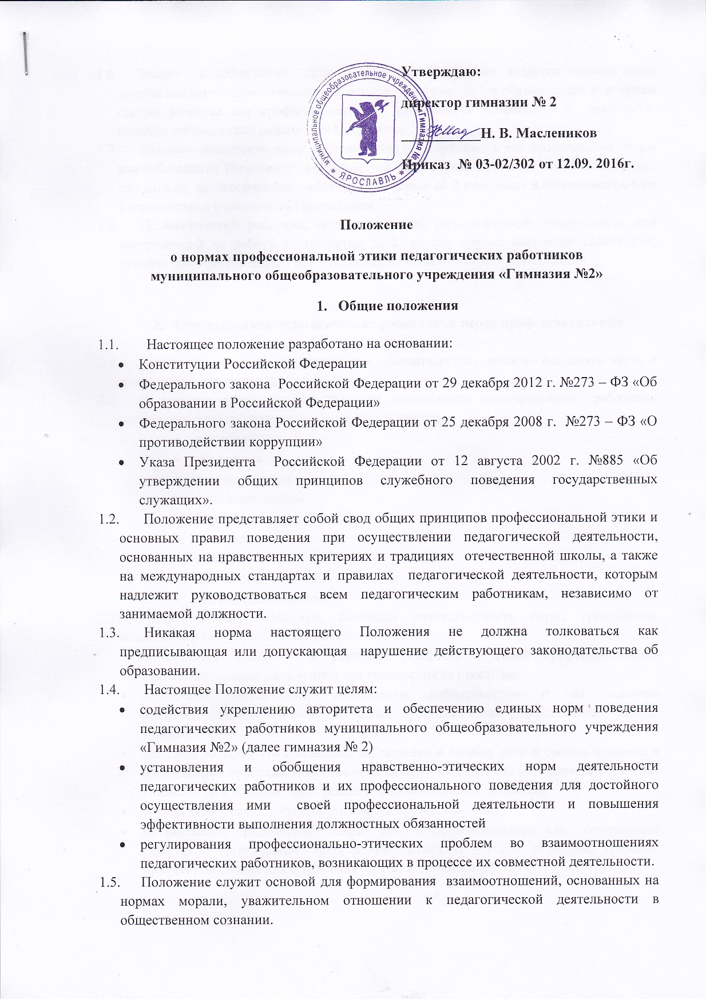 Утверждаю:
директор гимназии № 2
Н. В. Маслеников
Приказ № 03-02/302 от 12.09. 2016г.
муниципальное общеобразовательное учреждение «Гимназия №
* ЯРОСЛАВЛЬ *
Положение
о нормах профессиональной этики педагогических работников
муниципального общеобразовательного учреждения «Гимназия №2»
1. Общие положения
1.1. Настоящее положение разработано на основании:
• Конституции Российской Федерации
• Федерального закона Российской Федерации от 29 декабря 2012 г. №273 – ФЗ «Об
образовании в Российской Федерации»
• Федерального закона Российской Федерации от 25 декабря 2008 г. №273 – ФЗ «О
противодействии коррупции»
• Указа Президента Российской Федерации от 12 августа 2002 г. №885 «Об
утверждении общих принципов служебного поведения государственных
служащих».
1.2. Положение представляет собой свод общих принципов профессиональной этики и
основных правил поведения при осуществлении педагогической деятельности,
основанных на нравственных критериях и традициях отечественной школы, а также
на международных стандартах и правилах педагогической деятельности, которым
надлежит руководствоваться всем педагогическим работникам, независимо от
занимаемой должности.
1.3. Никакая норма настоящего Положения не должна толковаться как
предписывающая или допускающая нарушение действующего законодательства об
образовании.
1.4. Настоящее Положение служит целям:
• содействия укреплению авторитета и обеспечению единых норм поведения
педагогических работников муниципального общеобразовательного учреждения
«Гимназия №2» (далее гимназия № 2)
• установления и обобщения нравственно-этических норм деятельности
педагогических работников и их профессионального поведения для достойного
осуществления ими своей профессиональной деятельности и повышения
эффективности выполнения должностных обязанностей
• регулирования профессионально-этических проблем во взаимоотношениях
педагогических работников, возникающих в процессе их совместной деятельности.
1.5. Положение служит основой для формирования взаимоотношений, основанных на
нормах морали, уважительном отношении к педагогической деятельности в
общественном сознании.